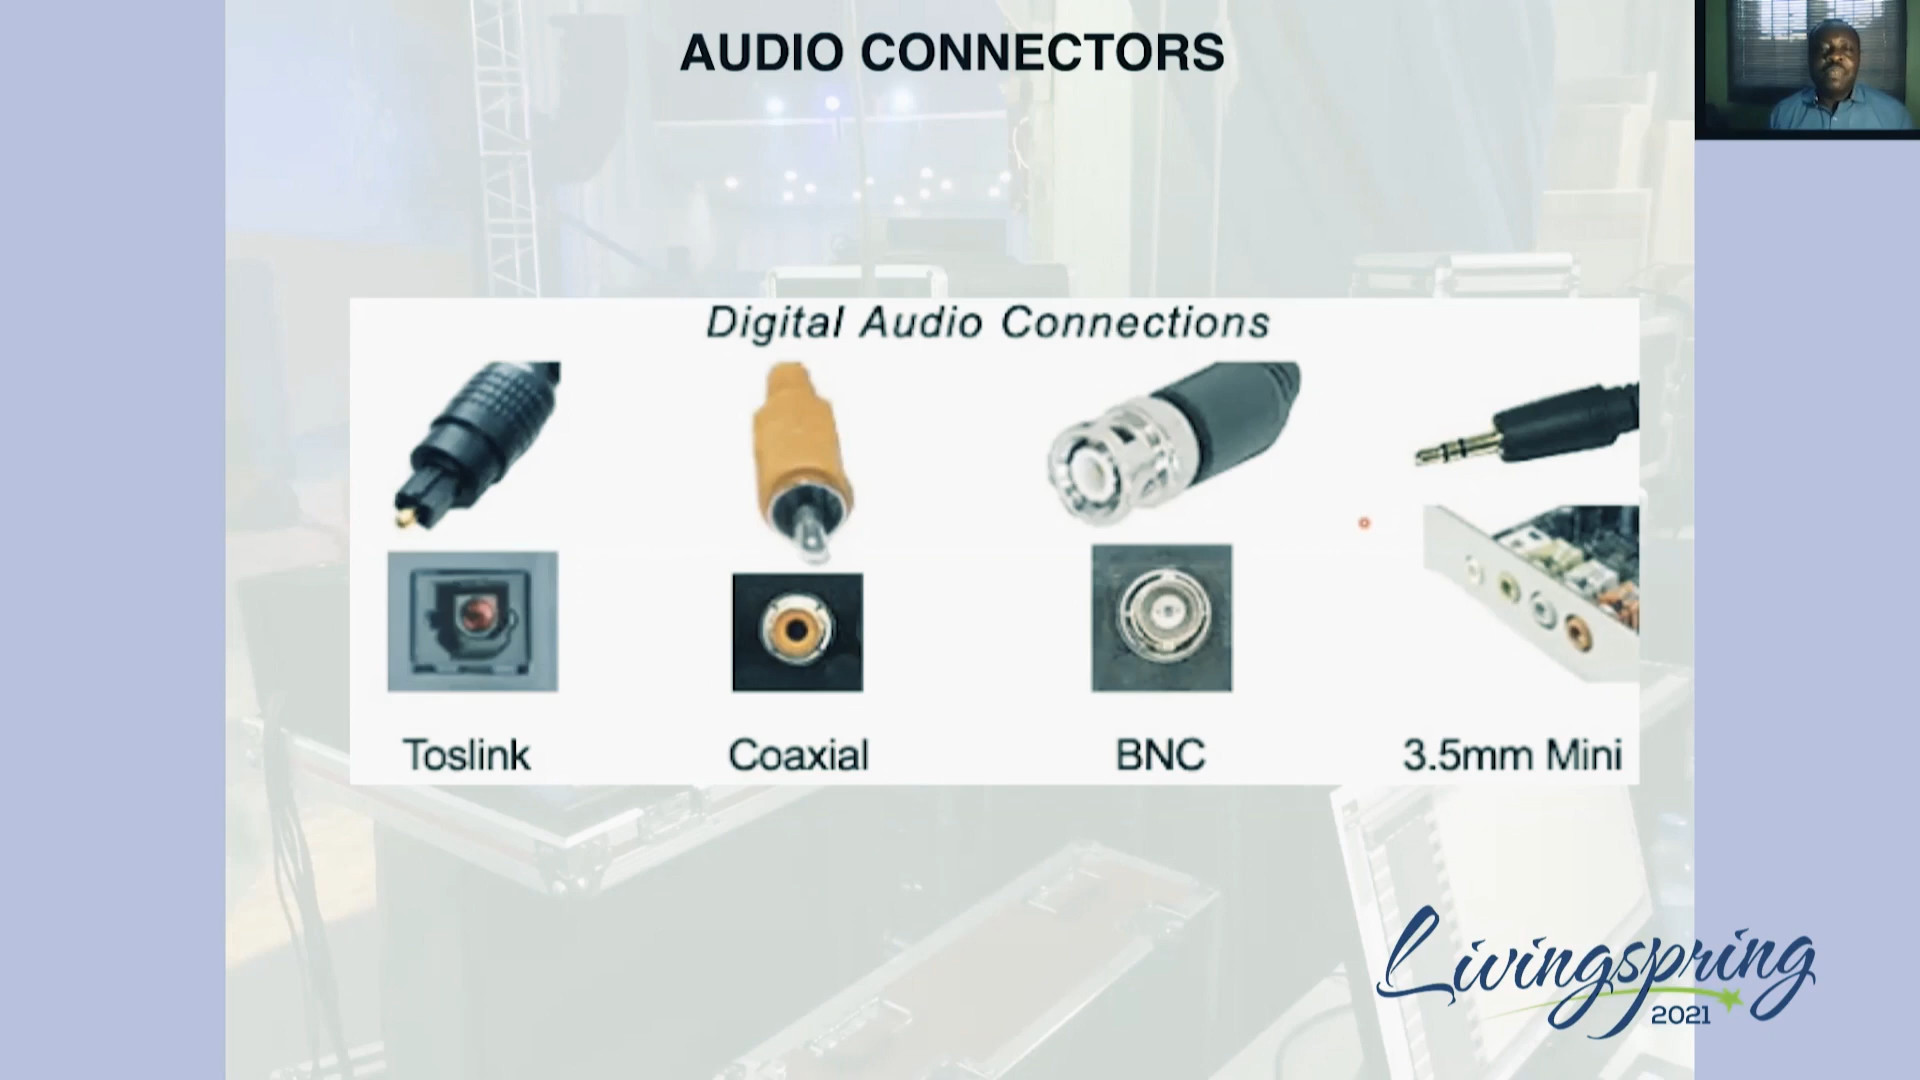 AUDIO CONNECTORS
Digital Audio Connections
Toslink
Coaxial
BNC
3.5mm Mini
Livingspring
2021